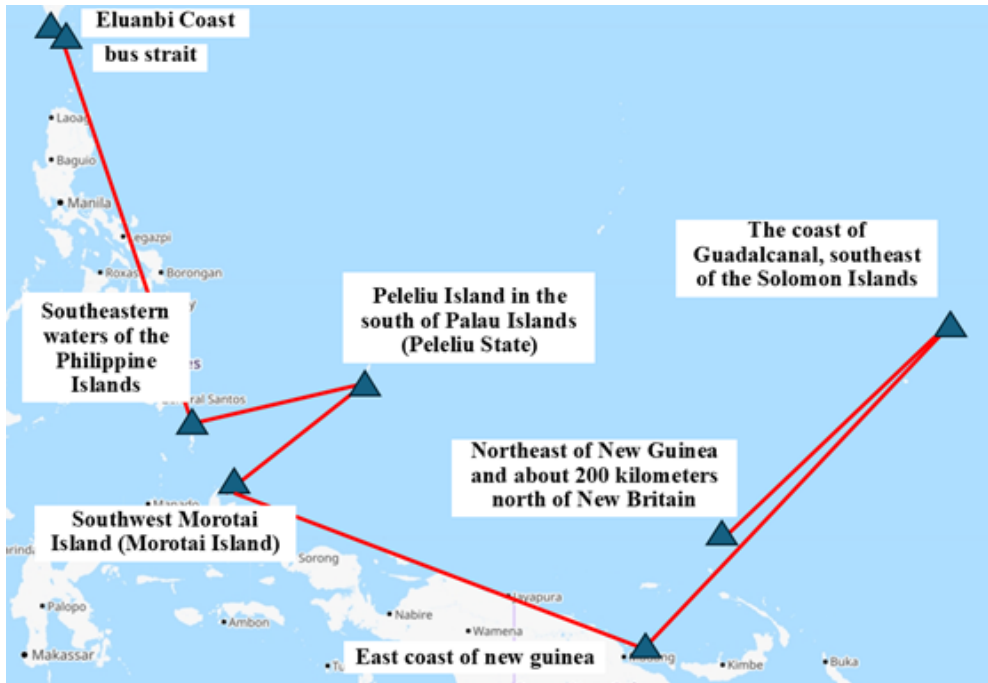 Eluanbi Coast
bus strait
Laoag
Baguio
Manila
Legazpi
Roxas
Borongan
The coast of
Guadalcanal, southeast
of the Solomon Islands
Peleliu Island in the
south of Palau Islands
(Peleliu State)
Southeastern
waters of the
Philippine
Islands
Santos
Northeast of New Guinea
and about 200 kilometers
north of New Britain
Manado
Southwest Morotai
Island (Morotai Island)
Sorong
Jayapura
Palopo
Ambon
Nabire
Wamena
Makassar
East coast of new guinea
Kimbe
Buka